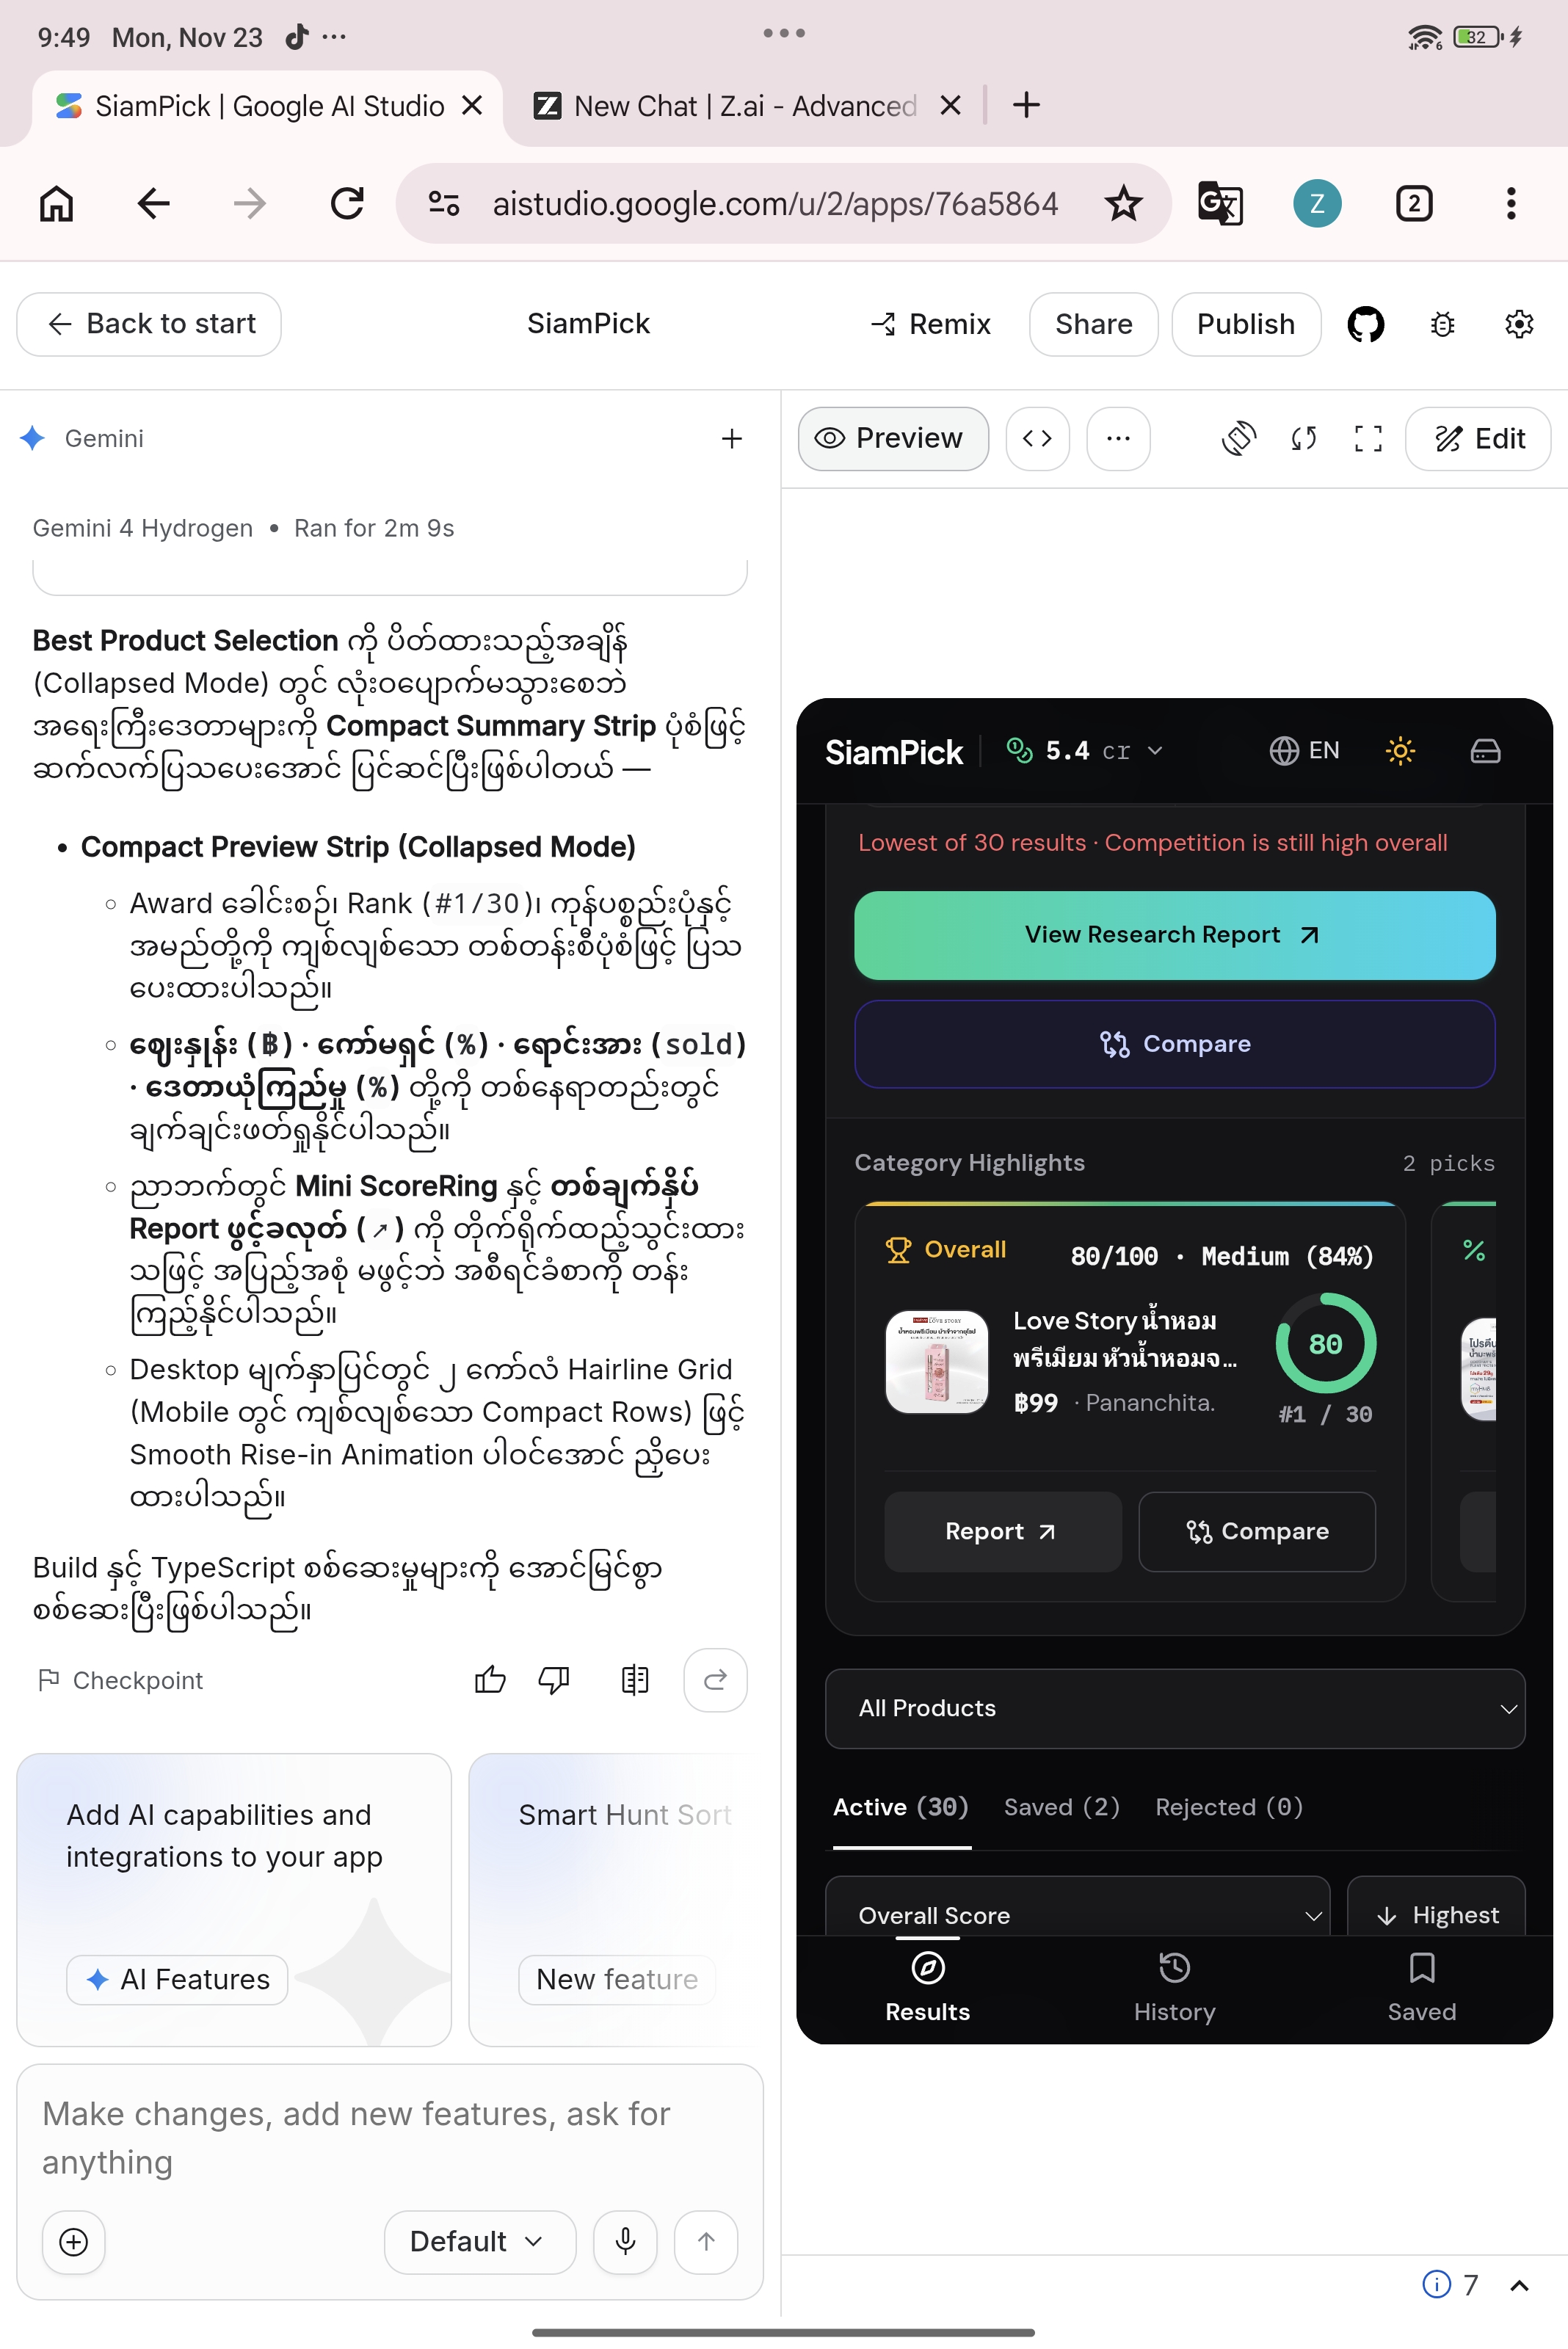 9:49 Mon, Nov 23
32
SiamPick | Google AI Studio
New Chat | Z.ai - Advanced
aistudio.google.com/u/2/apps/76a5864
Z
2
Back to start
SiamPick
Remix
Share
Publish
Gemini
Preview
Edit
Gemini 4 Hydrogen • Ran for 2m 9s
Best Product Selection ကို ပိတ်ထားသည့်အချိန်
(Collapsed Mode) တွင် လုံးဝပျောက်မသွားစေဘဲ
အရေးကြီးဒေတာများကို Compact Summary Strip ပုံစံဖြင့်
ဆက်လက်ပြသပေးအောင် ပြင်ဆင်ပြီးဖြစ်ပါတယ် —
• Compact Preview Strip (Collapsed Mode)
Award ခေါင်းစဉ်၊ Rank (#1/30)၊ ကုန်ပစ္စည်းပုံနှင့်
အမည်တို့ကို ကျစ်လျစ်သော တစ်တန်းစီပုံစံဖြင့် ပြသ
ပေးထားပါသည်။
ဈေးနှုန်း (฿) · ကော်မရှင် (%) · ရောင်းအား (sold)
· ဒေတာယုံကြည်မှု (%) တို့ကို တစ်နေရာတည်းတွင်
ချက်ချင်းဖတ်ရှုနိုင်ပါသည်။
ညာဘက်တွင် Mini ScoreRing နှင့် တစ်ချက်နှိပ်
Report ဖွင့်ခလုတ် (↗) ကို တိုက်ရိုက်ထည့်သွင်းထား
သဖြင့် အပြည့်အစုံ မဖွင့်ဘဲ အစီရင်ခံစာကို တန်း
ကြည့်နိုင်ပါသည်။
Desktop မျက်နှာပြင်တွင် ၂ ကော်လံ Hairline Grid
(Mobile တွင် ကျစ်လျစ်သော Compact Rows) ဖြင့်
Smooth Rise-in Animation ပါဝင်အောင် ညှိပေး
ထားပါသည်။
Build နှင့် TypeScript စစ်ဆေးမှုများကို အောင်မြင်စွာ
စစ်ဆေးပြီးဖြစ်ပါသည်။
Checkpoint
Add AI capabilities and
integrations to your app
AI Features
Smart Hunt Sort
New feature
Make changes, add new features, ask for
anything
Default
SiamPick
5.4 cr
EN
Lowest of 30 results · Competition is still high overall
View Research Report
Compare
Category Highlights
2 picks
Overall
80/100 · Medium (84%)
Love Story น้ำหอม
พรีเมียม หัวน้ำหอมจ...
฿99 · Pananchita.
80
#1 / 30
%
Report
Compare
All Products
Active (30)
Saved (2)
Rejected (0)
Overall Score
Highest
Results
History
Saved
7